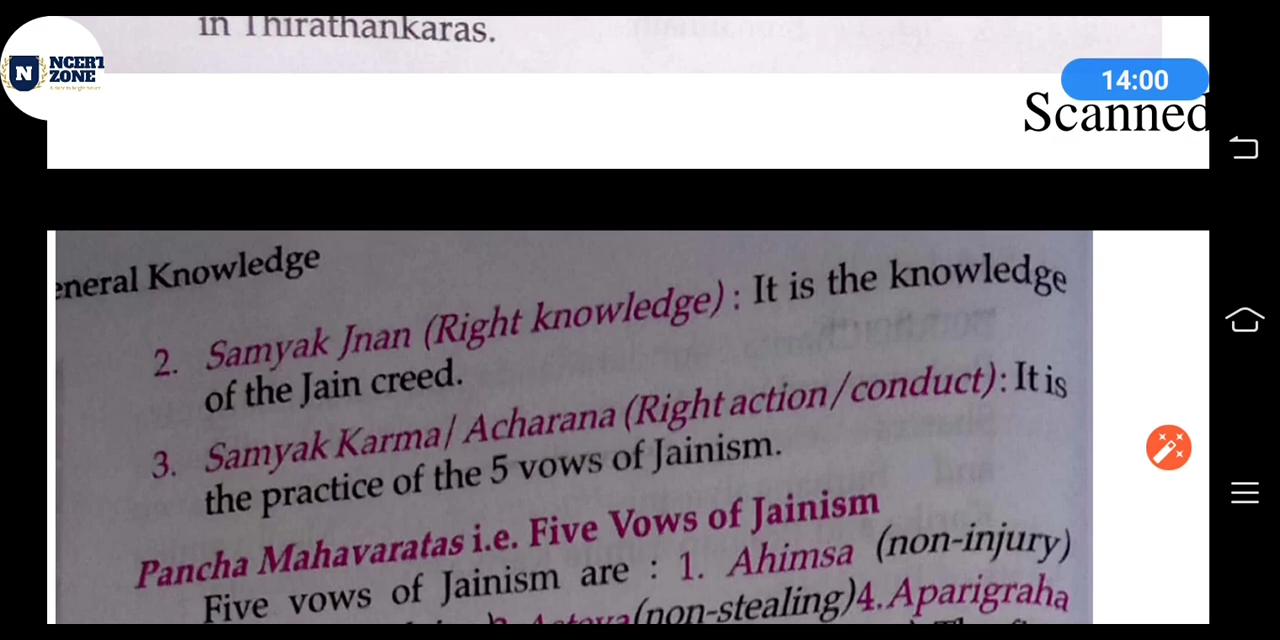 in Thirathankaras.
NCERT
ZONE
14:00
Scanned
eneral Knowledge
2. Samyak Jnan (Right knowledge) : It is the knowledge
of the Jain creed.
3. Samyak Karma/ Acharana (Right action/conduct): It is
the practice of the 5 vows of Jainism.
Pancha Mahavaratas i.e. Five Vows of Jainism
Five vows of Jainism are : 1. Ahimsa (non-injury)
(non-stealing)4. Aparigraha